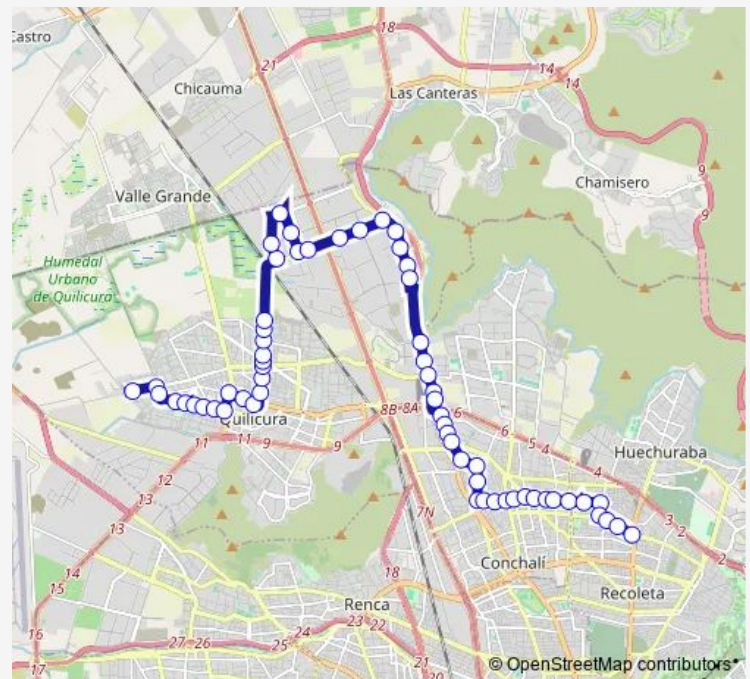 Castro
Chicauma
21
18
14
14
Las Canteras
Chamisero
9
9
Valle Grande
Humedal
Urbano
de Quilicura
Quilicura
8B
8A
6
6
5
4
4
Huechuraba
3
2
2
11
11
9
9
12
13
13
14
15
16
17
7N
Conchalí
Recoleta
18
Renca
23
22
24
25
26
27
21
20
© OpenStreetMap contributors